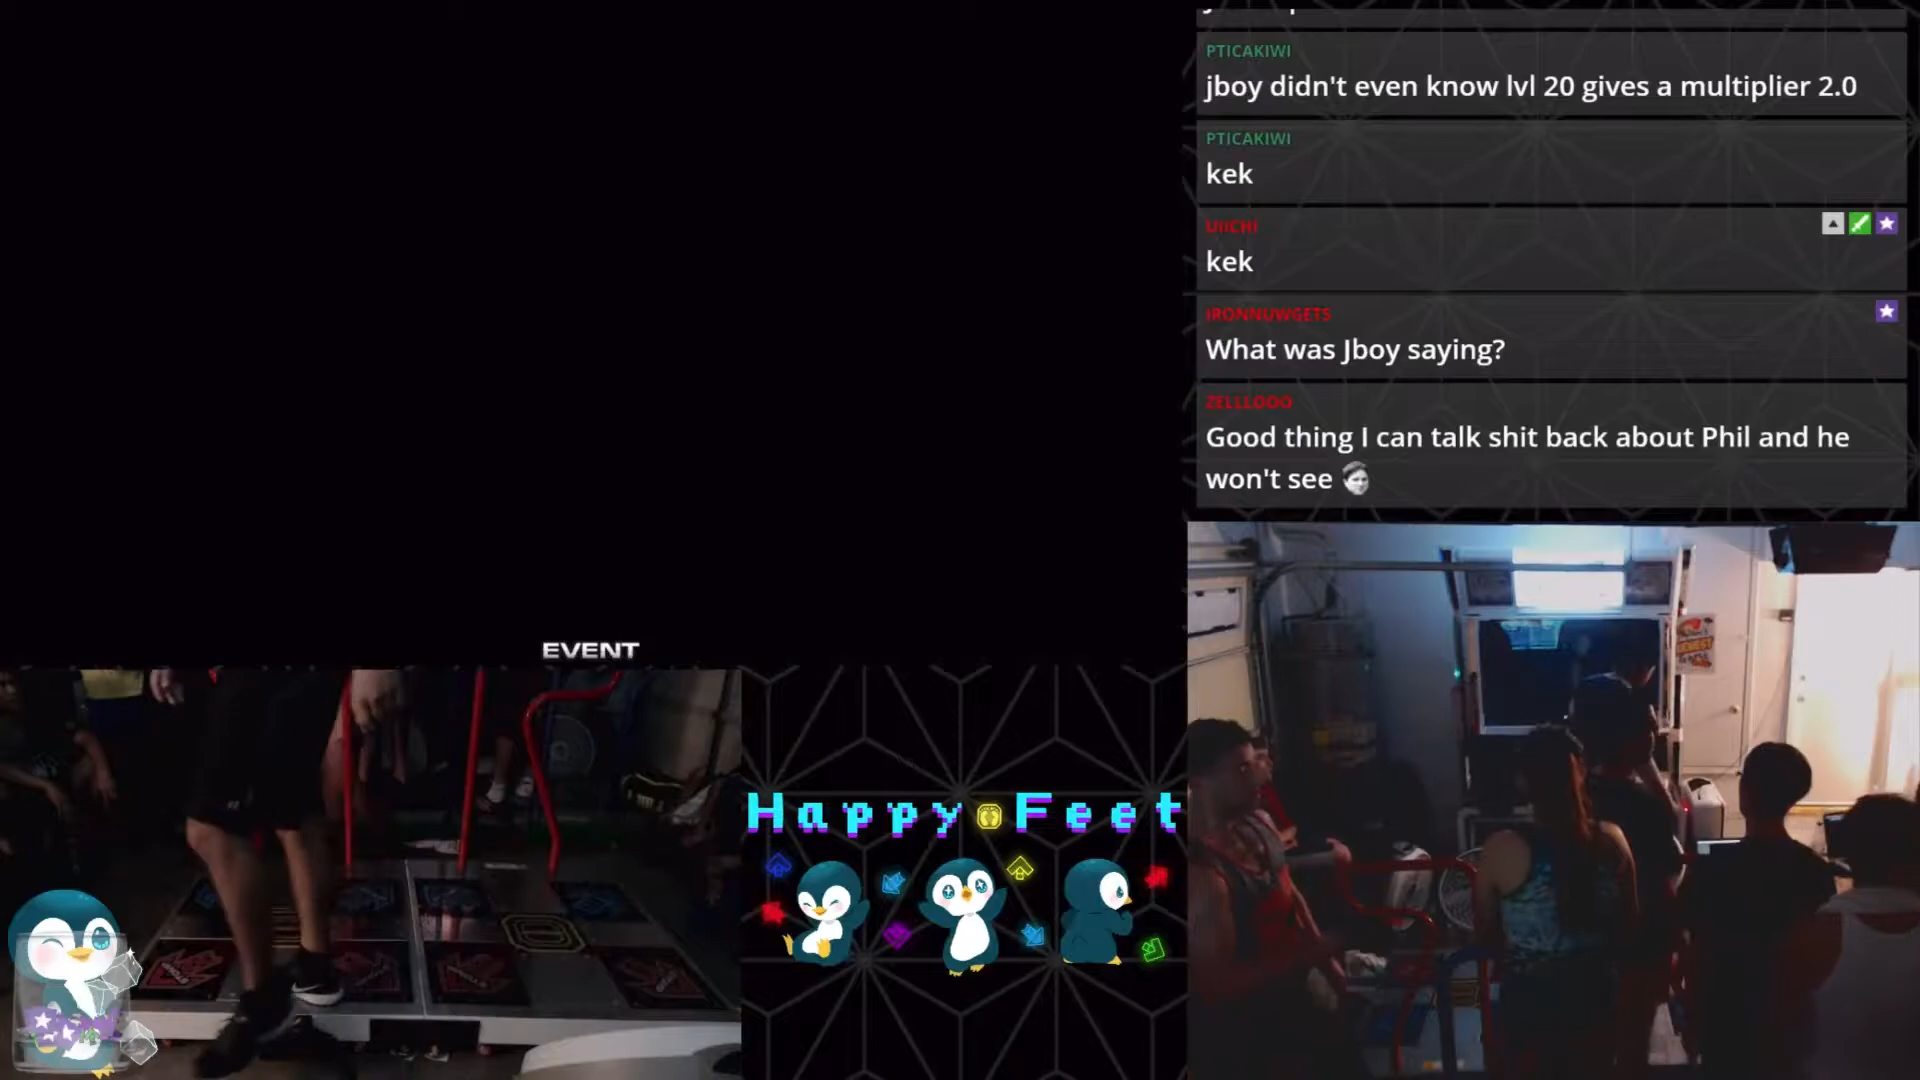 PTICAKIWI
jboy didn't even know lvl 20 gives a multiplier 2.0
PTICAKIWI
kek
UIICHI
kek
IRONNUWGETS
What was Jboy saying?
ZELLLOOO
Good thing I can talk shit back about Phil and he
won't see
EVENT
Happy Feet